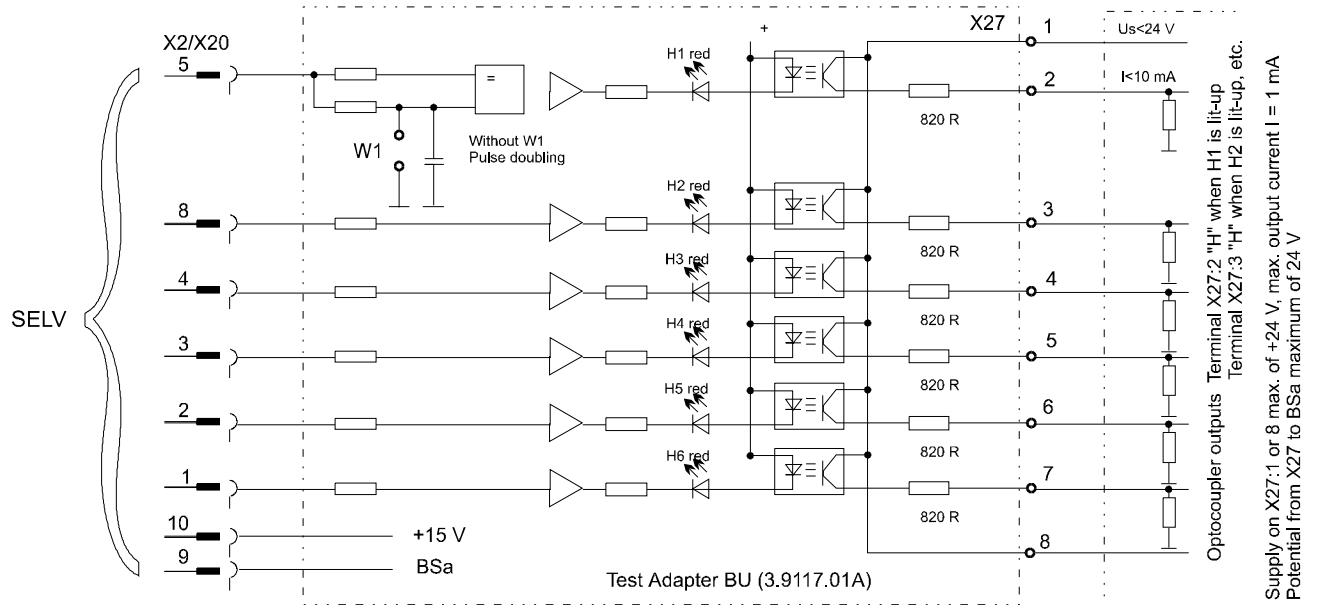 X2/X20
X27
1
Us<24 V
5
+
H1 red
=
2
I<10 mA
820 R
W1
Without W1
Pulse doubling
8
H2 red
3
820 R
4
H3 red
4
820 R
SELV
3
H4 red
5
820 R
2
H5 red
6
820 R
1
H6 red
7
820 R
10
+15 V
9
BSa
8
Test Adapter BU (3.9117.01A)
Optocoupler outputs Terminal X27:2 "H" when H1 is lit-up
Terminal X27:3 "H" when H2 is lit-up, etc.
Supply on X27:1 or 8 max. of +24 V, max. output current I = 1 mA
Potential from X27 to BSa maximum of 24 V